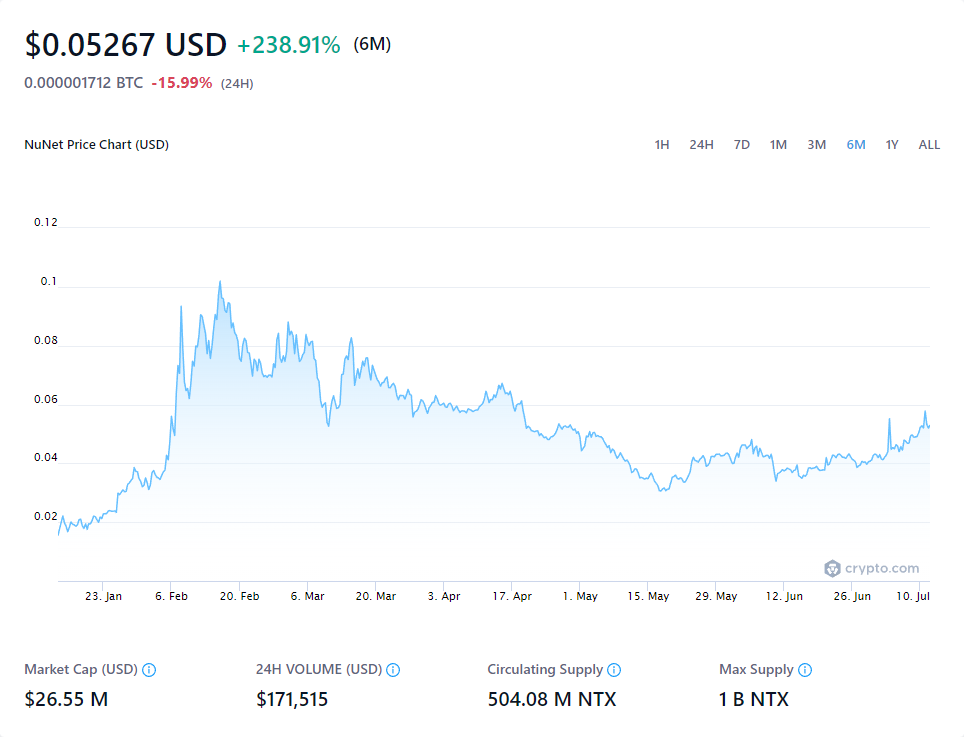 $0.05267 USD +238.91% (6M)
0.000001712 BTC -15.99% (24H)
NuNet Price Chart (USD) 1H 24H 7D 1M 3M 6M 1Y ALL
0.12
0.1
0.08
0.06
0.04
0.02
crypto.com
23. Jan 6. Feb 20. Feb 6. Mar 20. Mar 3. Apr 17. Apr 1. May 15. May 29. May 12. Jun 26. Jun 10. Jul
Market Cap (USD) 24H VOLUME (USD) Circulating Supply Max Supply
$26.55 M $171,515 504.08 M NTX 1 B NTX